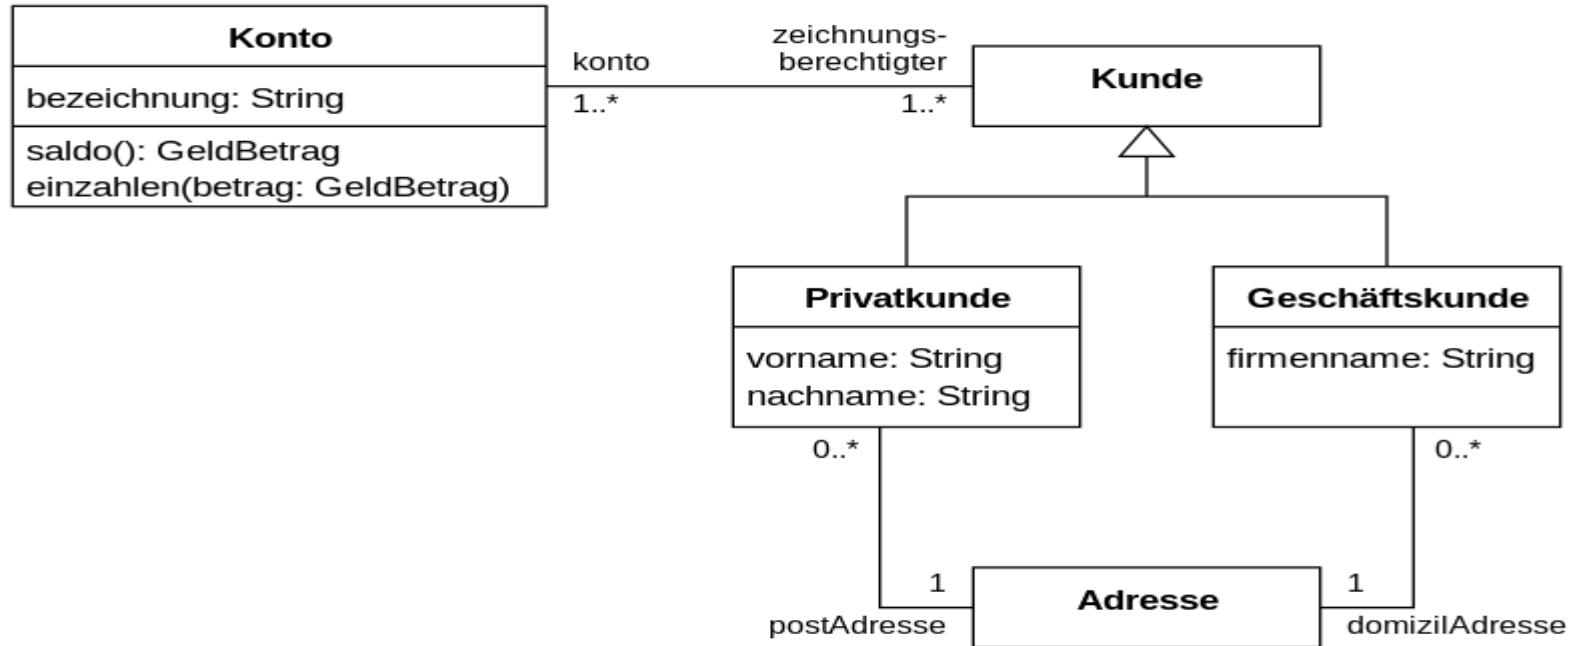 Konto
bezeichnung: String
saldo(): GeldBetrag
einzahlen(betrag: GeldBetrag)
konto
1..*
zeichnungs-
berechtigter
1..*
Kunde
Privatkunde
vorname: String
nachname: String
0..*
Geschäftskunde
firmenname: String
0..*
1
postAdresse
Adresse
1
domizilAdresse